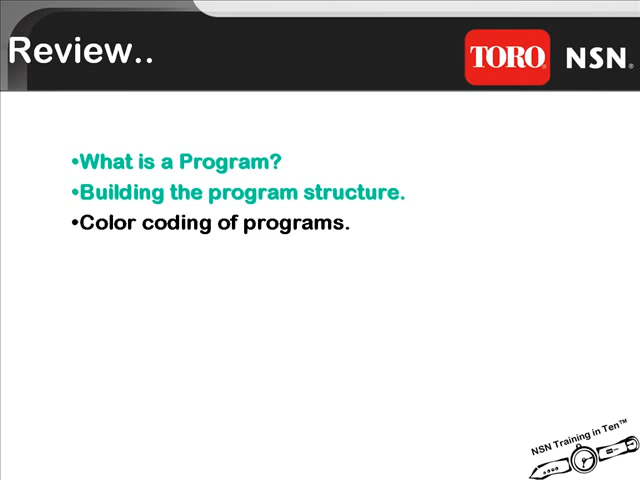 Review..
TORO® NSN®
•What is a Program?
•Building the program structure.
•Color coding of programs.
NSN Training in Ten™